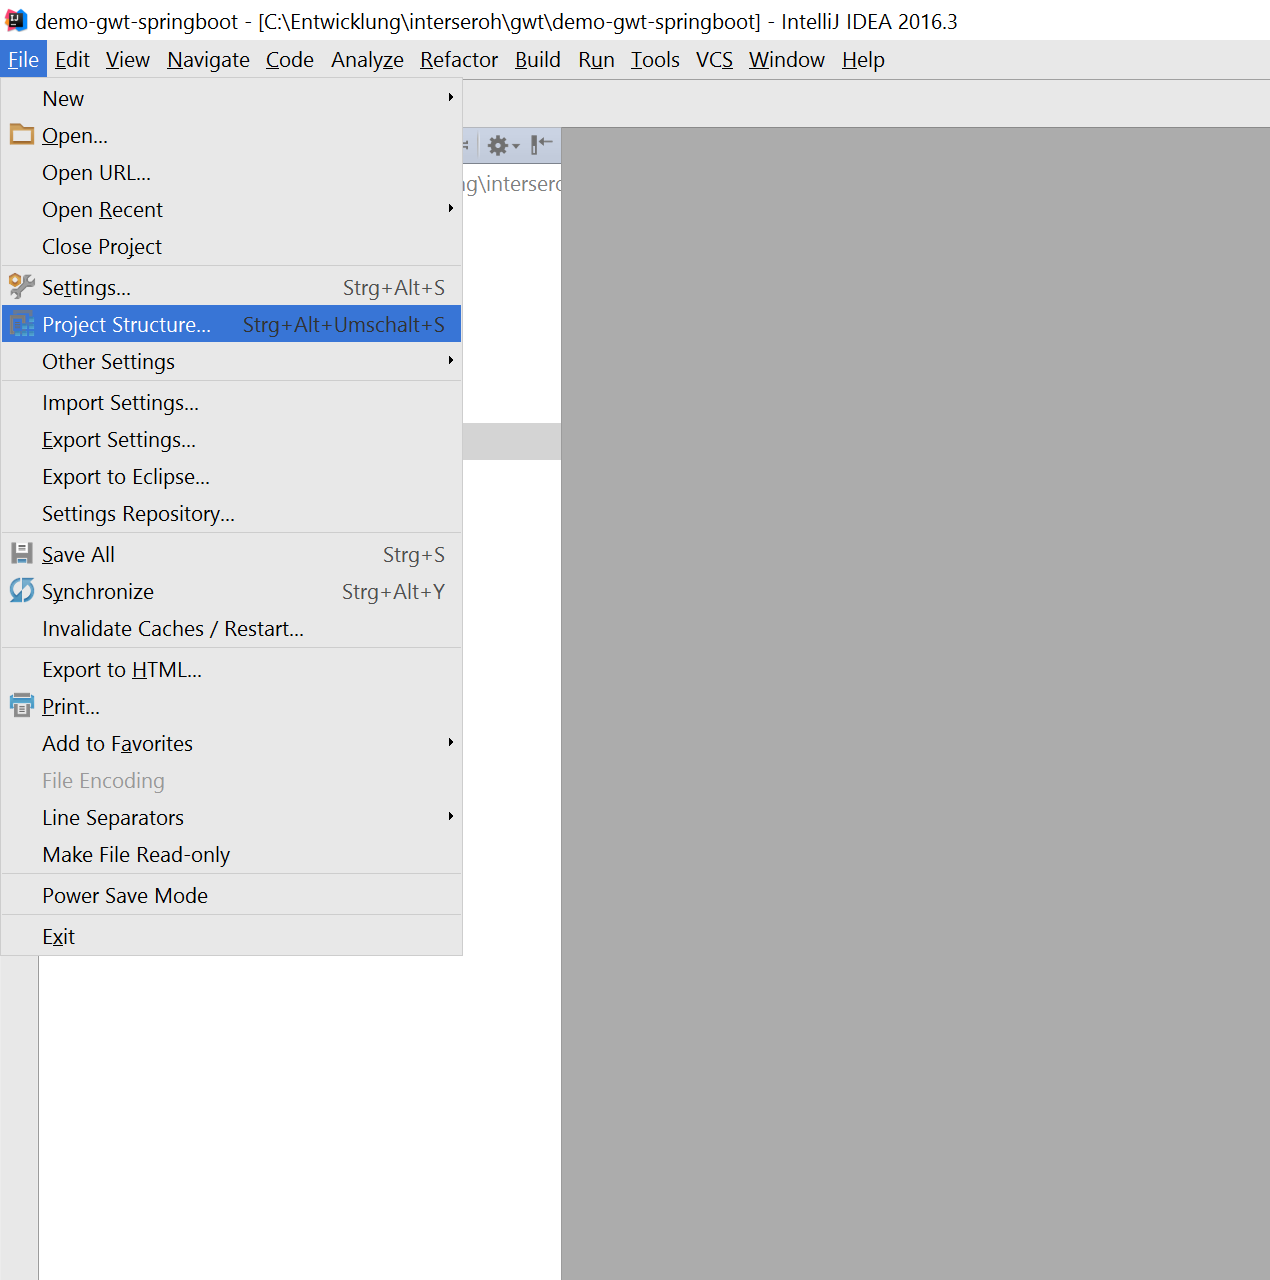 demo-gwt-springboot - [C:\Entwicklung\interseroh\gwt\demo-gwt-springboot] - IntelliJ IDEA 2016.3
File Edit View Navigate Code Analyze Refactor Build Run Tools VCS Window Help
New
Open...
Open URL...
Open Recent
Close Project
Settings... Strg+Alt+S
Project Structure... Strg+Alt+Umschalt+S
Other Settings
Import Settings...
Export Settings...
Export to Eclipse...
Settings Repository...
Save All Strg+S
Synchronize Strg+Alt+Y
Invalidate Caches / Restart...
Export to HTML...
Print...
Add to Favorites
File Encoding
Line Separators
Make File Read-only
Power Save Mode
Exit